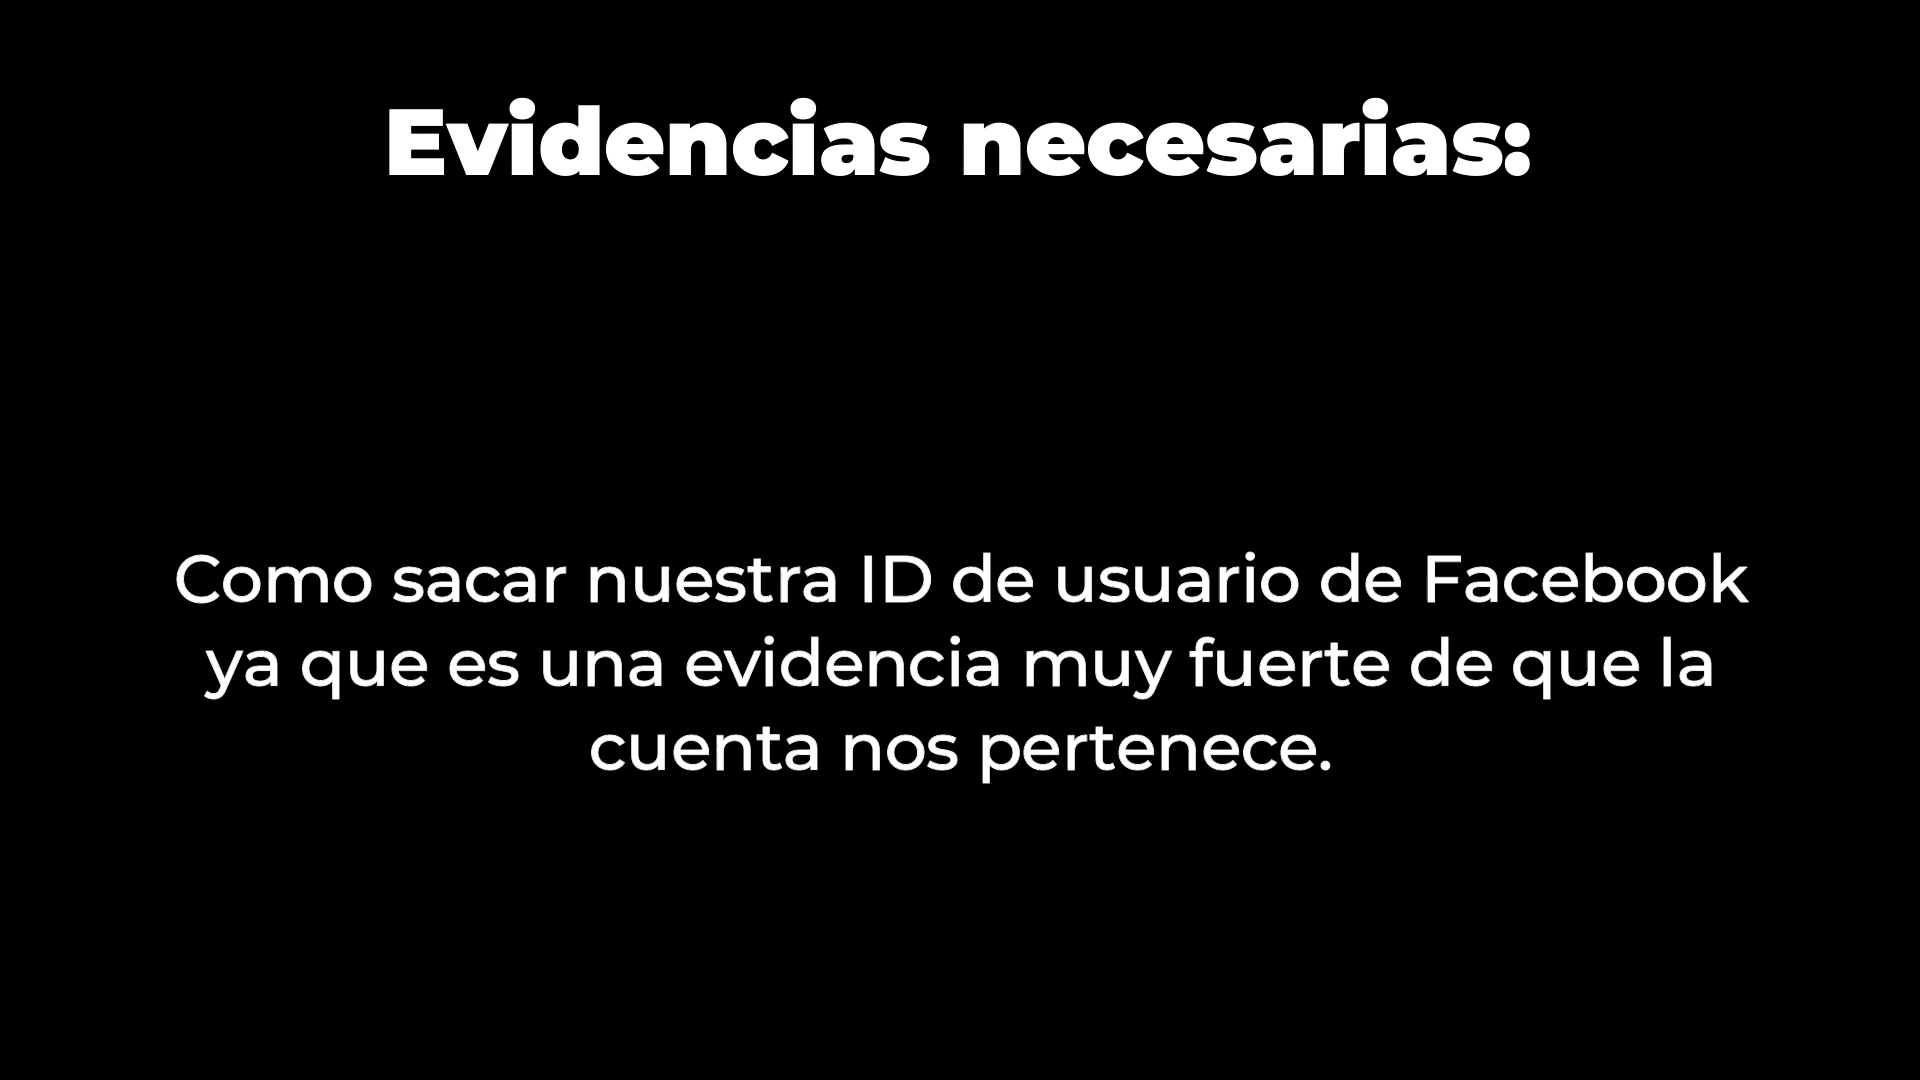 Evidencias necesarias:
Como sacar nuestra ID de usuario de Facebook
ya que es una evidencia muy fuerte de que la
cuenta nos pertenece.